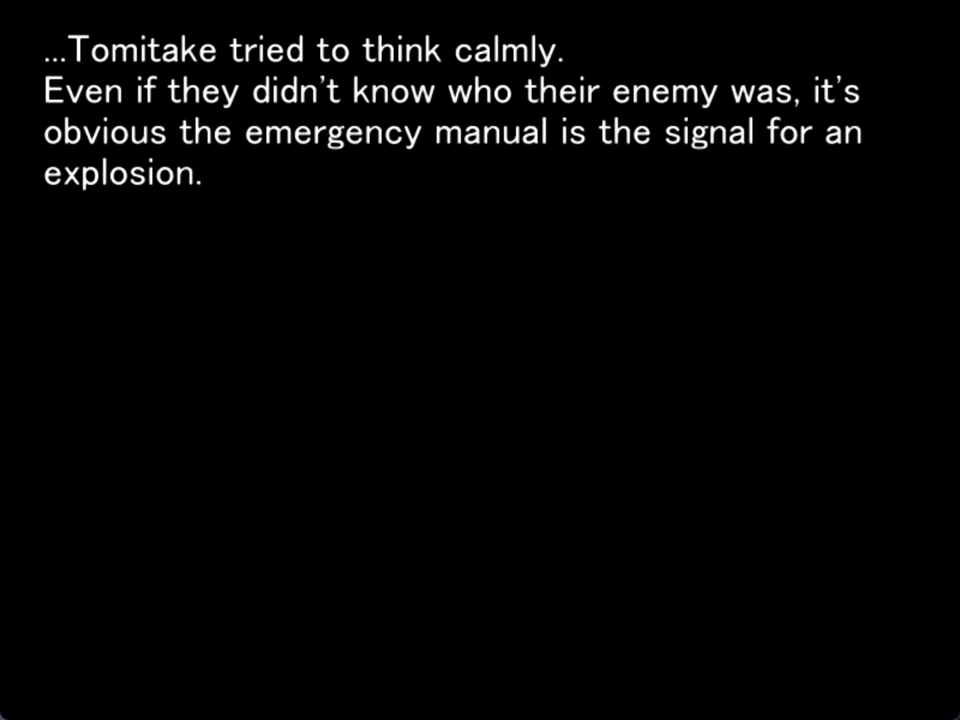 ...Tomitake tried to think calmly.
Even if they didn't know who their enemy was, it's
obvious the emergency manual is the signal for an
explosion.